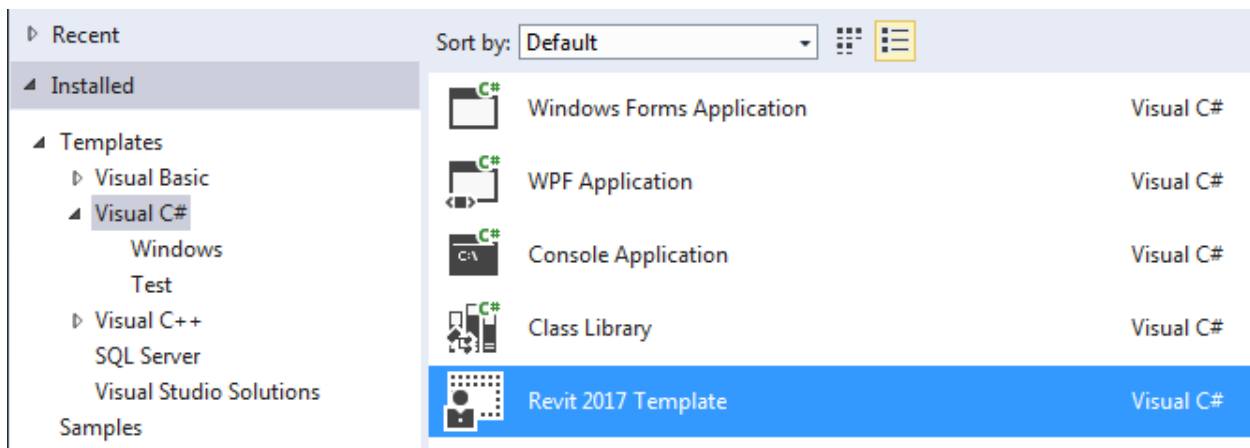 Recent
Installed
Templates
Visual Basic
Visual C#
Windows
Test
Visual C++
SQL Server
Visual Studio Solutions
Samples
Sort by: Default
C# Windows Forms Application Visual C#
C# WPF Application Visual C#
C# C:\ Console Application Visual C#
C# Class Library Visual C#
Revit 2017 Template Visual C#